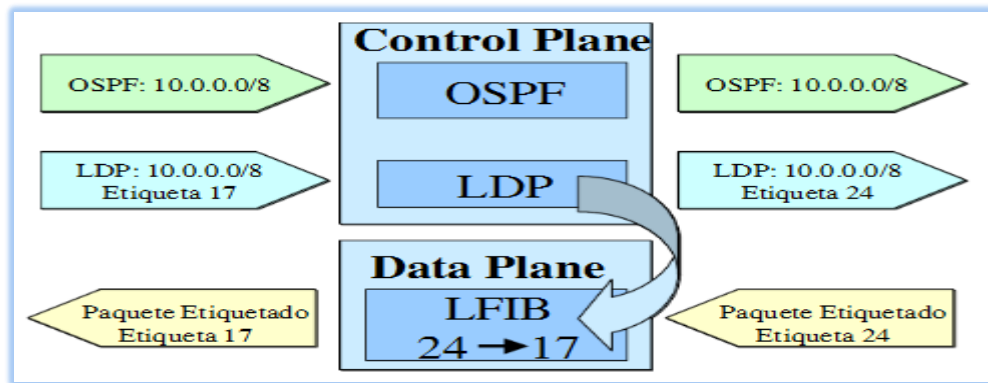 Control Plane
OSPF: 10.0.0.0/8
OSPF
OSPF: 10.0.0.0/8
LDP: 10.0.0.0/8
Etiqueta 17
LDP
LDP: 10.0.0.0/8
Etiqueta 24
Data Plane
Paquete Etiquetado
Etiqueta 17
LFIB
24 → 17
Paquete Etiquetado
Etiqueta 24